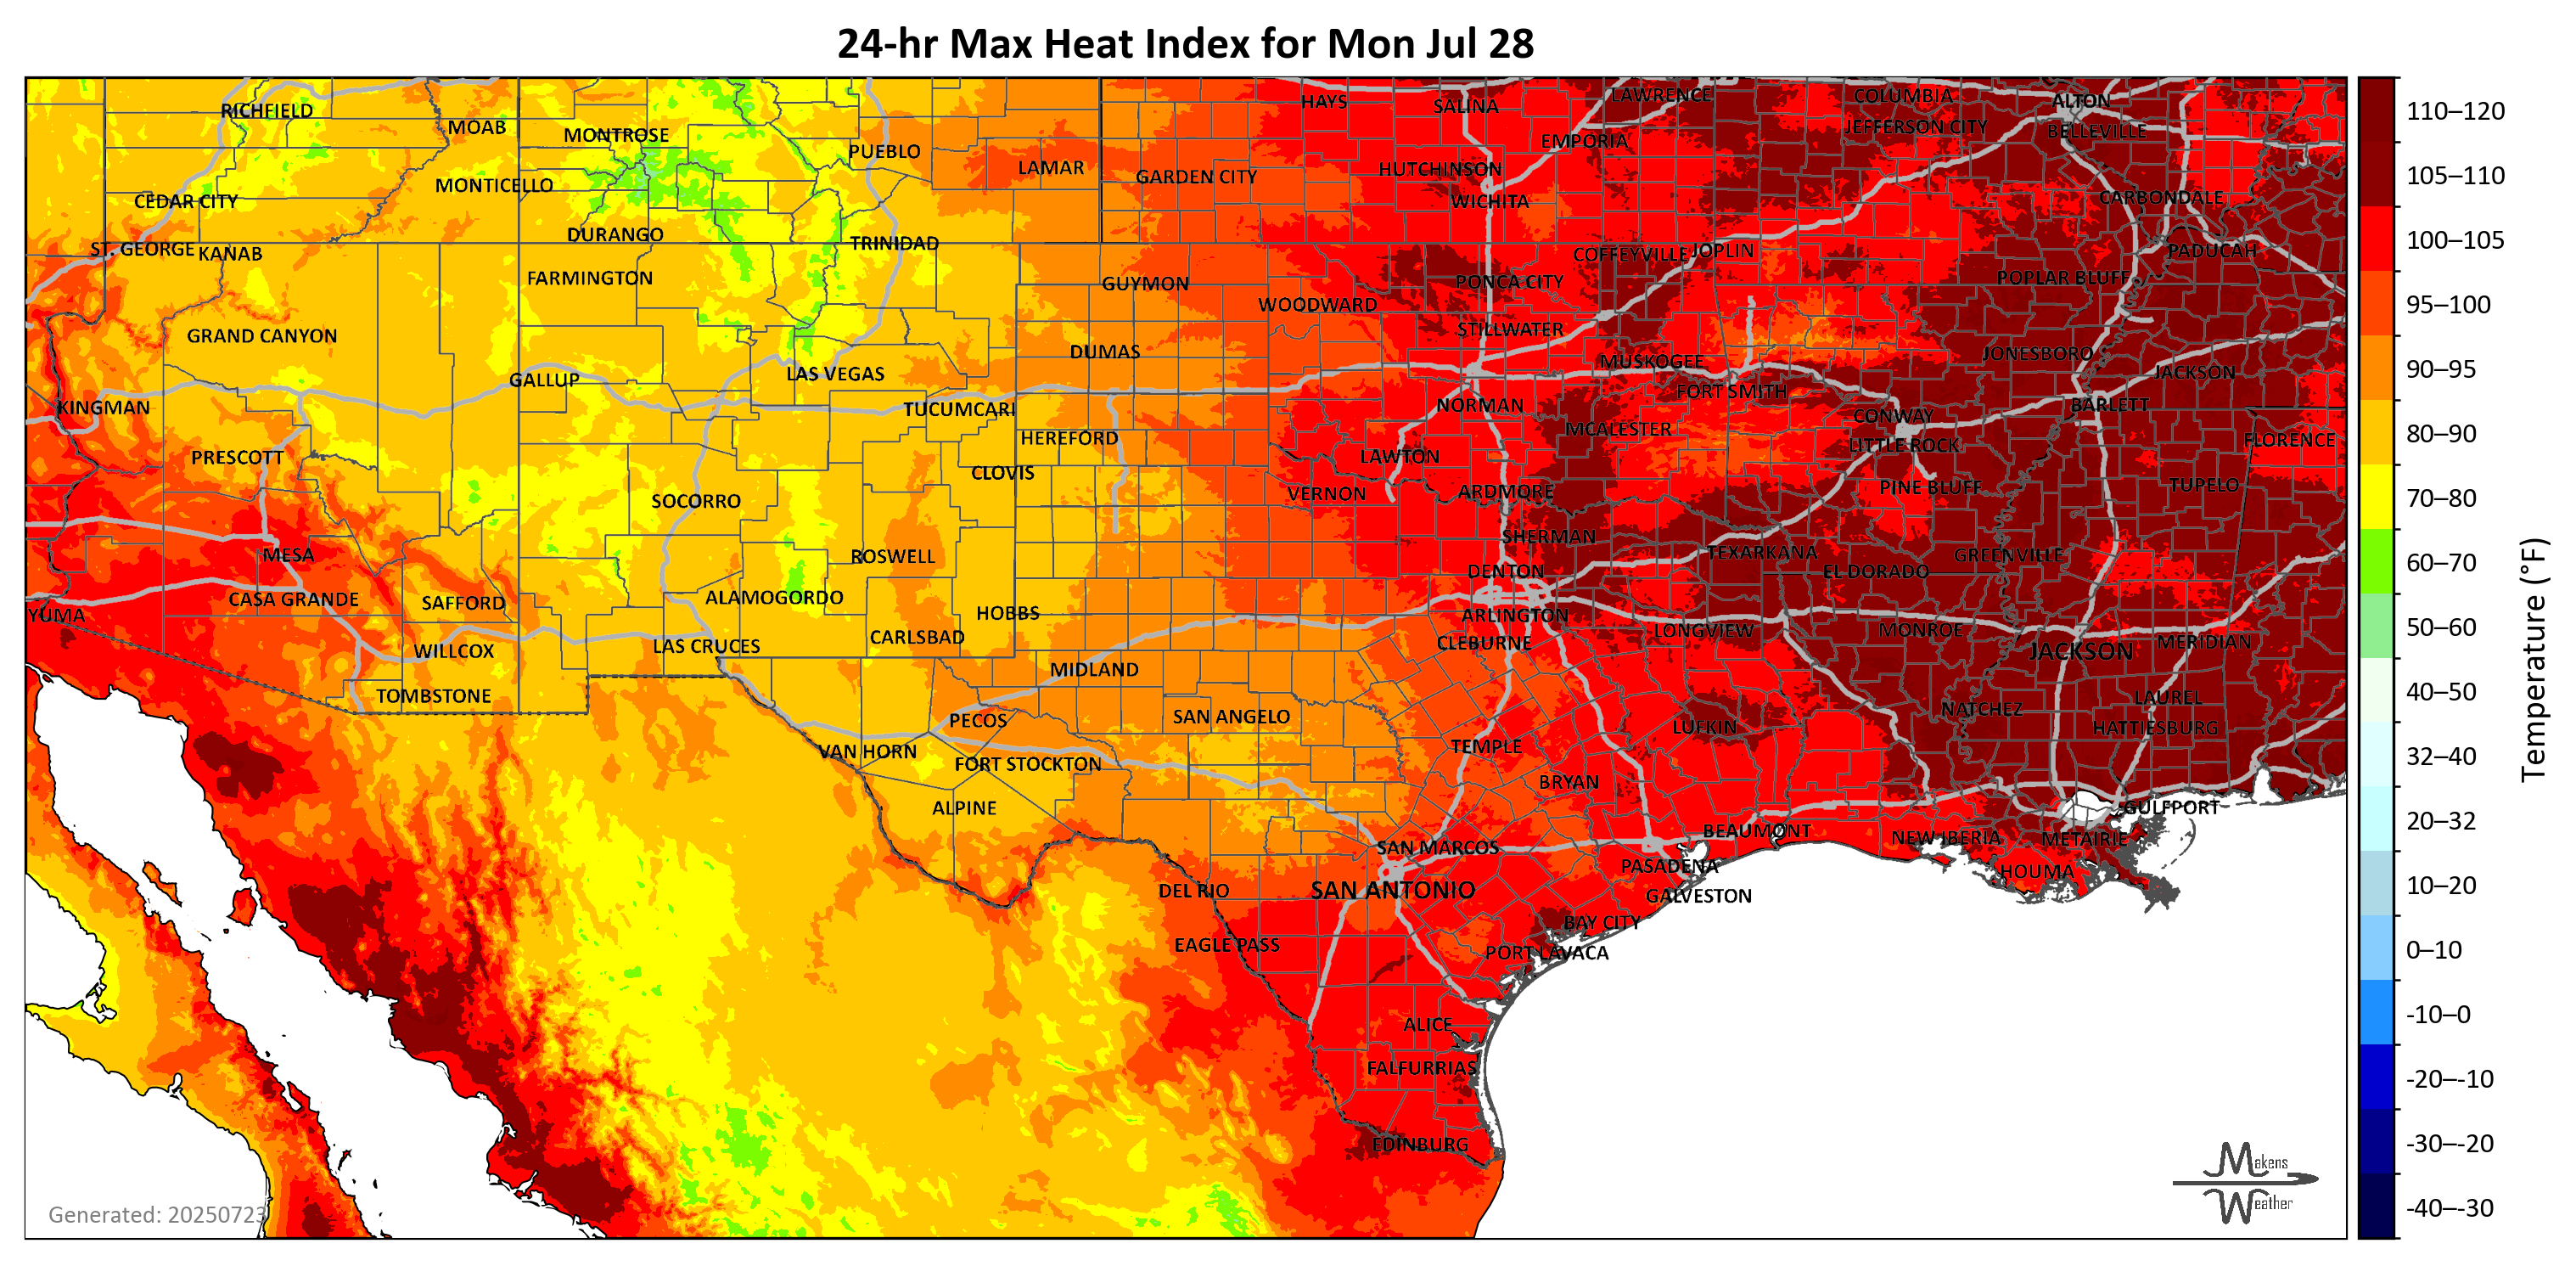 24-hr Max Heat Index for Mon Jul 28
RICHFIELD
MOAB
MONTROSE
PUEBLO
LAMAR
HAYS
SALINA
LAWRENCE
COLUMBIA
ALTON
EMPORIA
JEFFERSON CITY
BELLEVILLE
CEDAR CITY
MONTICELLO
GARDEN CITY
HUTCHINSON
WICHITA
CARBONDALE
ST. GEORGE
KANAB
DURANGO
TRINIDAD
COFFEYVILLE
JOPLIN
PADUCAH
FARMINGTON
GUYMON
PONCA CITY
POPLAR BLUFF
WOODWARD
GRAND CANYON
STILLWATER
DUMAS
MUSKOGEE
JONESBORO
GALLUP
LAS VEGAS
FORT SMITH
JACKSON
KINGMAN
TUCUMCARI
NORMAN
CONWAY
BARLETT
HEREFORD
MCALESTER
LITTLE ROCK
FLORENCE
PRESCOTT
CLOVIS
LAWTON
SOCORRO
VERNON
ARDMORE
PINE BLUFF
TUPELO
MESA
ROSWELL
SHERMAN
TEXARKANA
GREENVILLE
CASA GRANDE
SAFFORD
ALAMOGORDO
DENTON
EL DORADO
YUMA
HOBBS
ARLINGTON
WILLCOX
LAS CRUCES
CARLSBAD
CLEBURNE
LONGVIEW
MONROE
JACKSON
MERIDIAN
TOMBSTONE
MIDLAND
LAUREL
PECOS
SAN ANGELO
LUFKIN
NATCHEZ
HATTIESBURG
VAN HORN
FORT STOCKTON
TEMPLE
BRYAN
ALPINE
GULFPORT
SAN MARCOS
BEAUMONT
NEW IBERIA
METAIRIE
DEL RIO
SAN ANTONIO
PASADENA
HOUMA
GALVESTON
EAGLE PASS
BAY CITY
PORT LAVACA
ALICE
FALFURRIAS
EDINBURG
Generated: 20250723
Makens
Weather
110–120
105–110
100–105
95–100
90–95
80–90
70–80
60–70
50–60
40–50
32–40
20–32
10–20
0–10
-10–0
-20–-10
-30–-20
-40–-30
Temperature (°F)